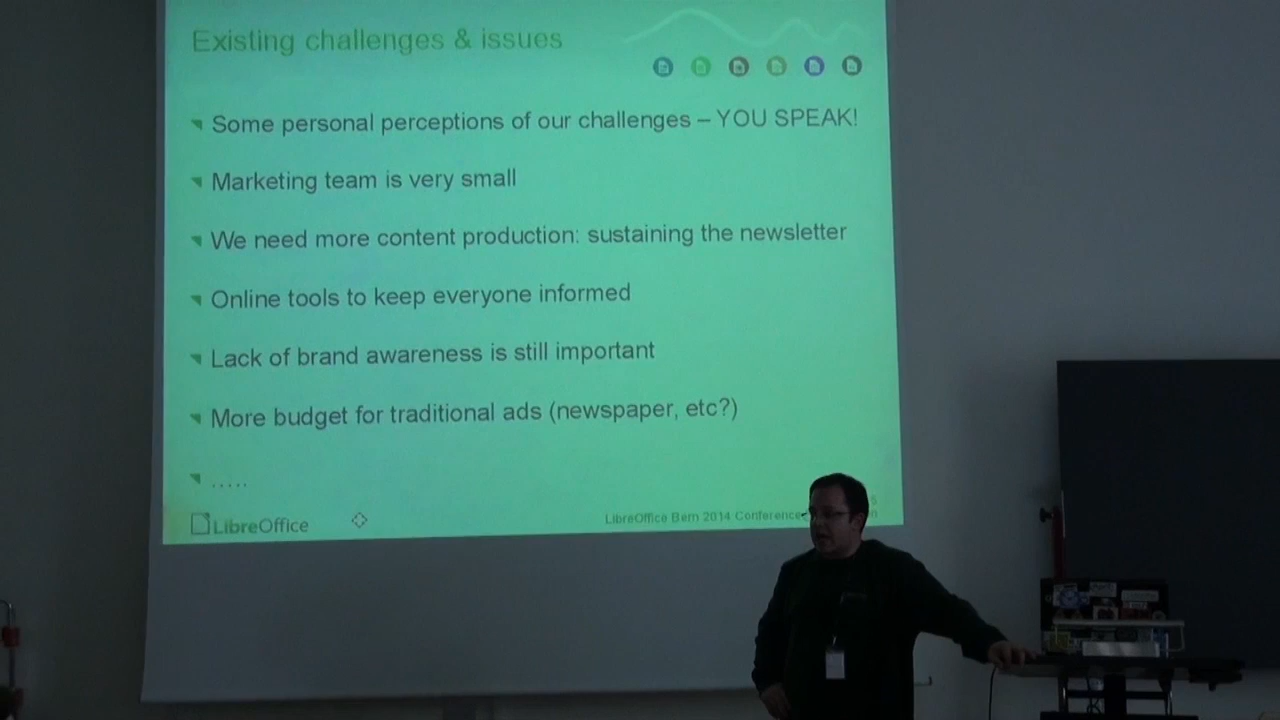 Existing challenges & issues
Some personal perceptions of our challenges – YOU SPEAK!
Marketing team is very small
We need more content production: sustaining the newsletter
Online tools to keep everyone informed
Lack of brand awareness is still important
More budget for traditional ads (newspaper, etc?)
.....
LibreOffice
LibreOffice Bern 2014 Conference